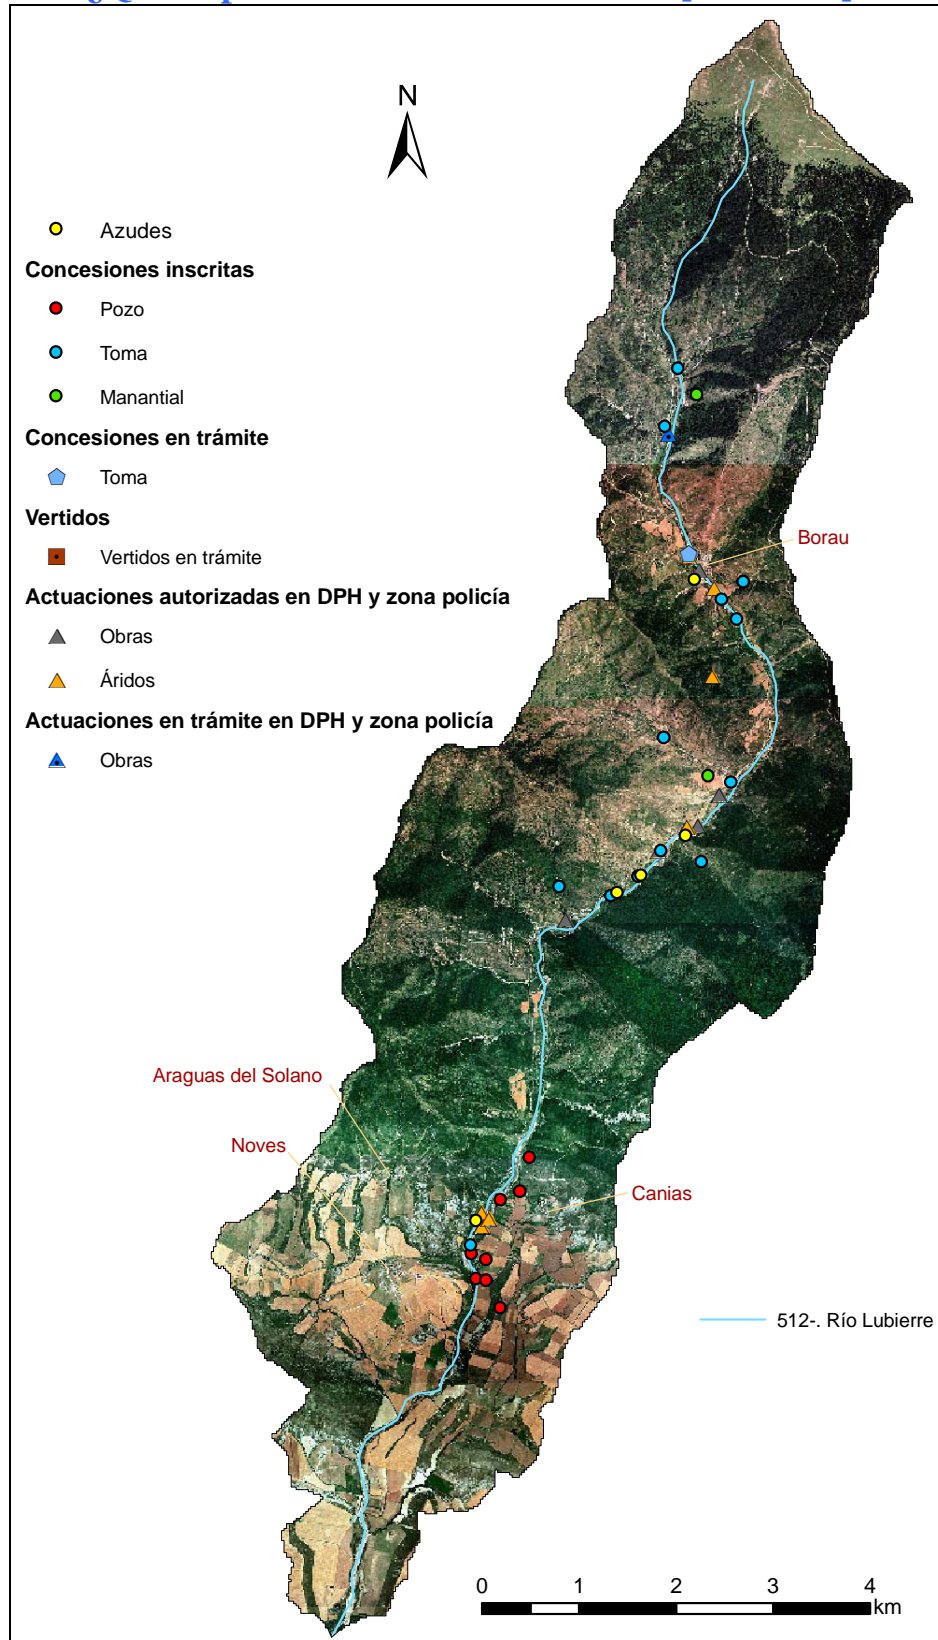 N
Azudes
Concesiones inscritas
Pozo
Toma
Manantial
Concesiones en trámite
Toma
Vertidos
Vertidos en trámite
Actuaciones autorizadas en DPH y zona policía
Obras
Áridos
Actuaciones en trámite en DPH y zona policía
Obras
Borau
Araguas del Solano
Noves
Canias
512-. Río Lubierre
0 1 2 3 4
km